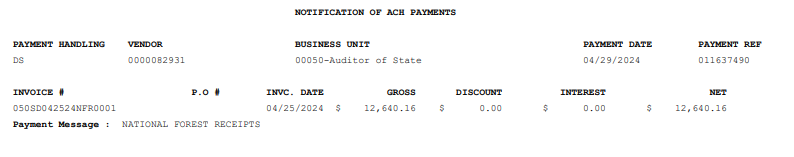 NOTIFICATION OF ACH PAYMENTS
PAYMENT HANDLING VENDOR BUSINESS UNIT PAYMENT DATE PAYMENT REF
DS 0000082931 00050-Auditor of State 04/29/2024 011637490
INVOICE # P.O # INVC. DATE GROSS DISCOUNT INTEREST NET
050SD042524NFR0001 04/25/2024 $ 12,640.16 $ 0.00 $ 0.00 $ 12,640.16
Payment Message : NATIONAL FOREST RECEIPTS